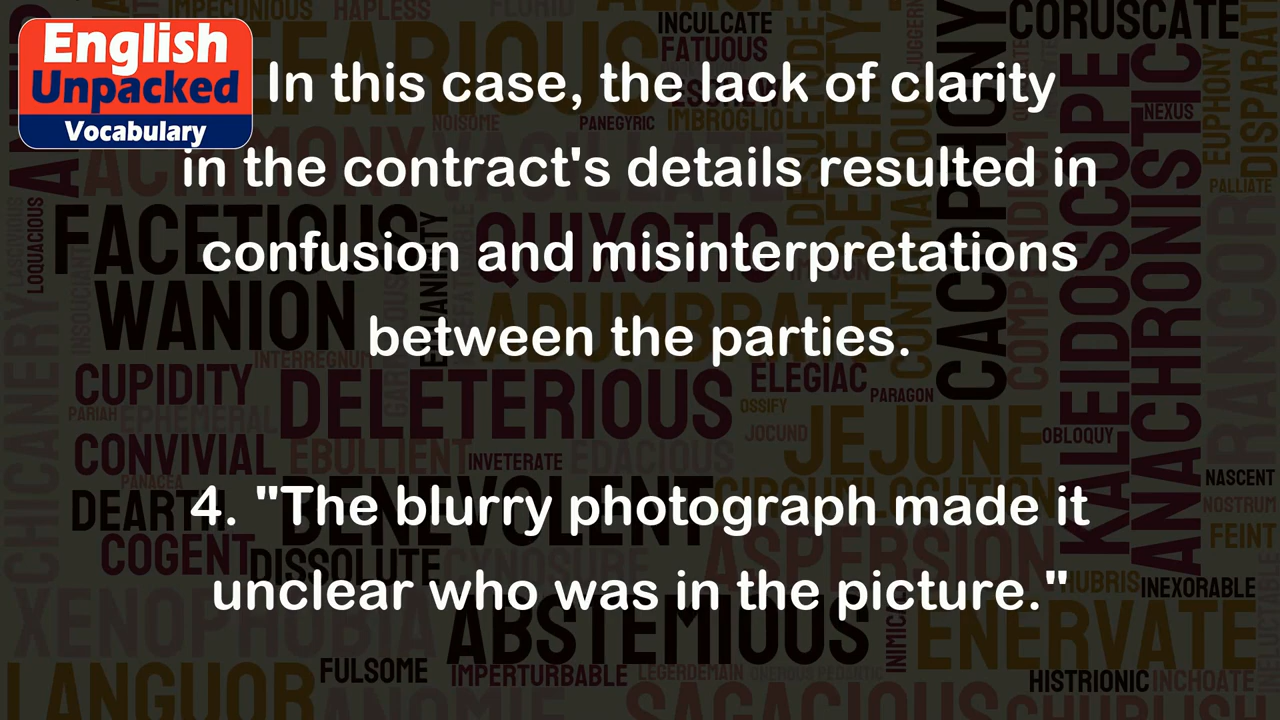 English
Unpacked
Vocabulary
In this case, the lack of clarity
in the contract's details resulted in
confusion and misinterpretations
between the parties.
4. "The blurry photograph made it
unclear who was in the picture."
INCULCATE
FATUOUS
CORUSCATE
NOISOME
PANEGYRIC
IMBROGLIO
NEXUS
EUPHONY
PALLIATE
LOQUACIOUS
FACETIOUS
QUIXOTIC
CACOPHONY
KALEIDOSCOPE
ANACHRONISTIC
WANION
ADUMBRATE
INTERREGNUM
CUPIDITY
DELETERIOUS
ELEGIAC
PARAGON
PARIAH
EPHEMERAL
OSSIFY
JEJUNE
JOCUND
OBLOQUY
CONVIVIAL
EBULLIENT
INVETERATE
EDACIOUS
PANACEA
NASCENT
NOSTRUM
DEARTH
BENEVOLENT
FEINT
COGENT
DISSOLUTE
CYNOSURE
ASPERSION
HUBRIS
INEXORABLE
XENOPHOBIA
ABSTEMIOUS
ENERVATE
CHICANERY
LANGUOR
FULSOME
IMPERTURBABLE
LEGERDEMAIN
HISTRIONIC
INCHOATE
SAGACIOUS
CHURLISH